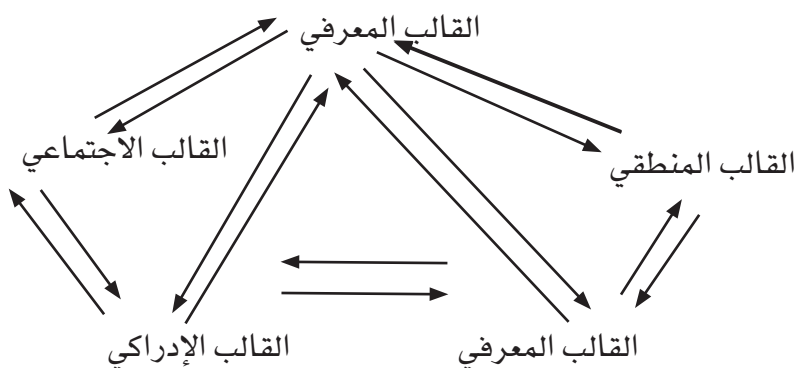 القالب المعرفي
القالب الاجتماعي
القالب المنطقي
القالب المعرفي
القالب الإدراكي